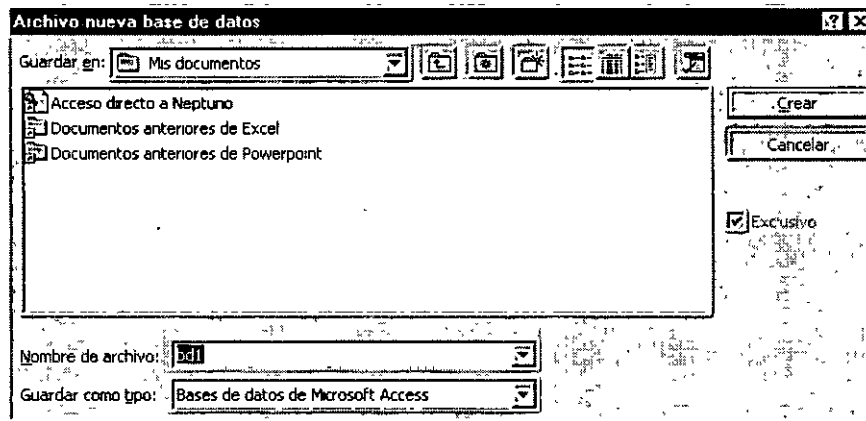 Archivo nueva base de datos
Guardar en: Mis documentos
Acceso directo a Neptuno
Documentos anteriores de Excel
Documentos anteriores de Powerpoint
Crear
Cancelar
Exclusivo
Nombre de archivo: bd1
Guardar como tipo: Bases de datos de Microsoft Access